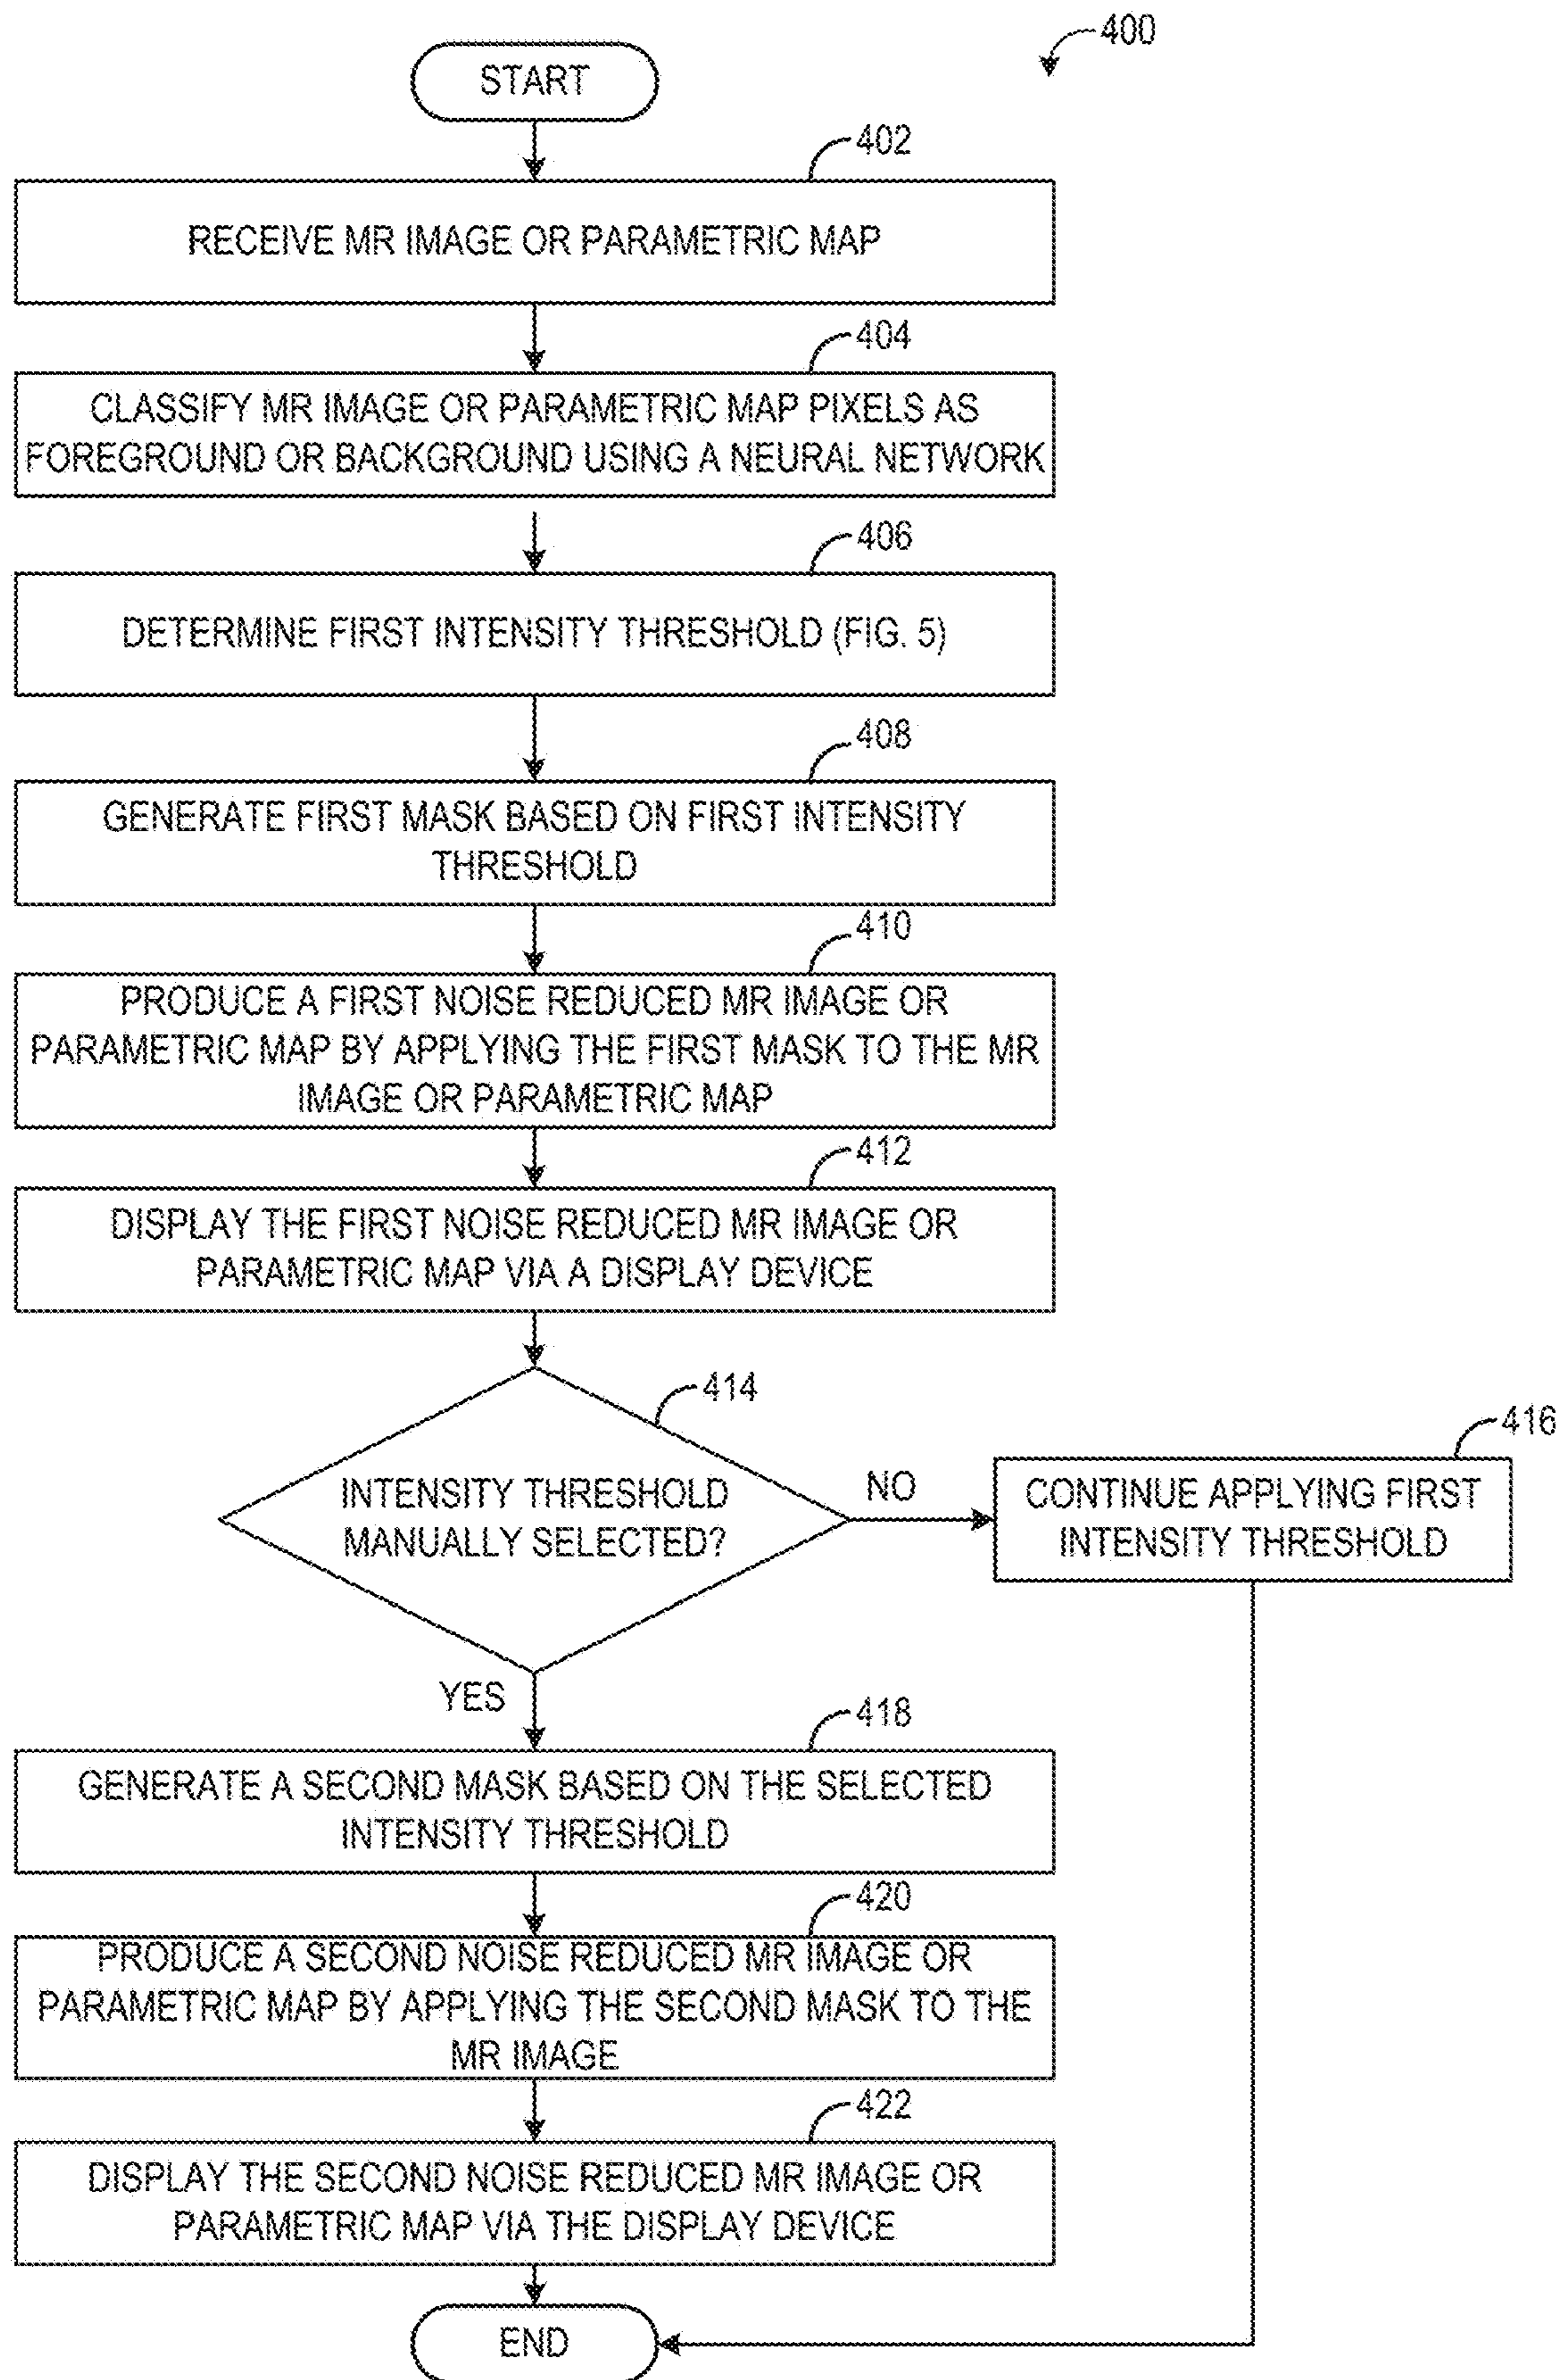 400
START
402
RECEIVE MR IMAGE OR PARAMETRIC MAP
404
CLASSIFY MR IMAGE OR PARAMETRIC MAP PIXELS AS
FOREGROUND OR BACKGROUND USING A NEURAL NETWORK
406
DETERMINE FIRST INTENSITY THRESHOLD (FIG. 5)
408
GENERATE FIRST MASK BASED ON FIRST INTENSITY
THRESHOLD
410
PRODUCE A FIRST NOISE REDUCED MR IMAGE OR
PARAMETRIC MAP BY APPLYING THE FIRST MASK TO THE MR
IMAGE OR PARAMETRIC MAP
412
DISPLAY THE FIRST NOISE REDUCED MR IMAGE OR
PARAMETRIC MAP VIA A DISPLAY DEVICE
414
INTENSITY THRESHOLD
MANUALLY SELECTED?
NO
416
CONTINUE APPLYING FIRST
INTENSITY THRESHOLD
YES
418
GENERATE A SECOND MASK BASED ON THE SELECTED
INTENSITY THRESHOLD
420
PRODUCE A SECOND NOISE REDUCED MR IMAGE OR
PARAMETRIC MAP BY APPLYING THE SECOND MASK TO THE
MR IMAGE
422
DISPLAY THE SECOND NOISE REDUCED MR IMAGE OR
PARAMETRIC MAP VIA THE DISPLAY DEVICE
END